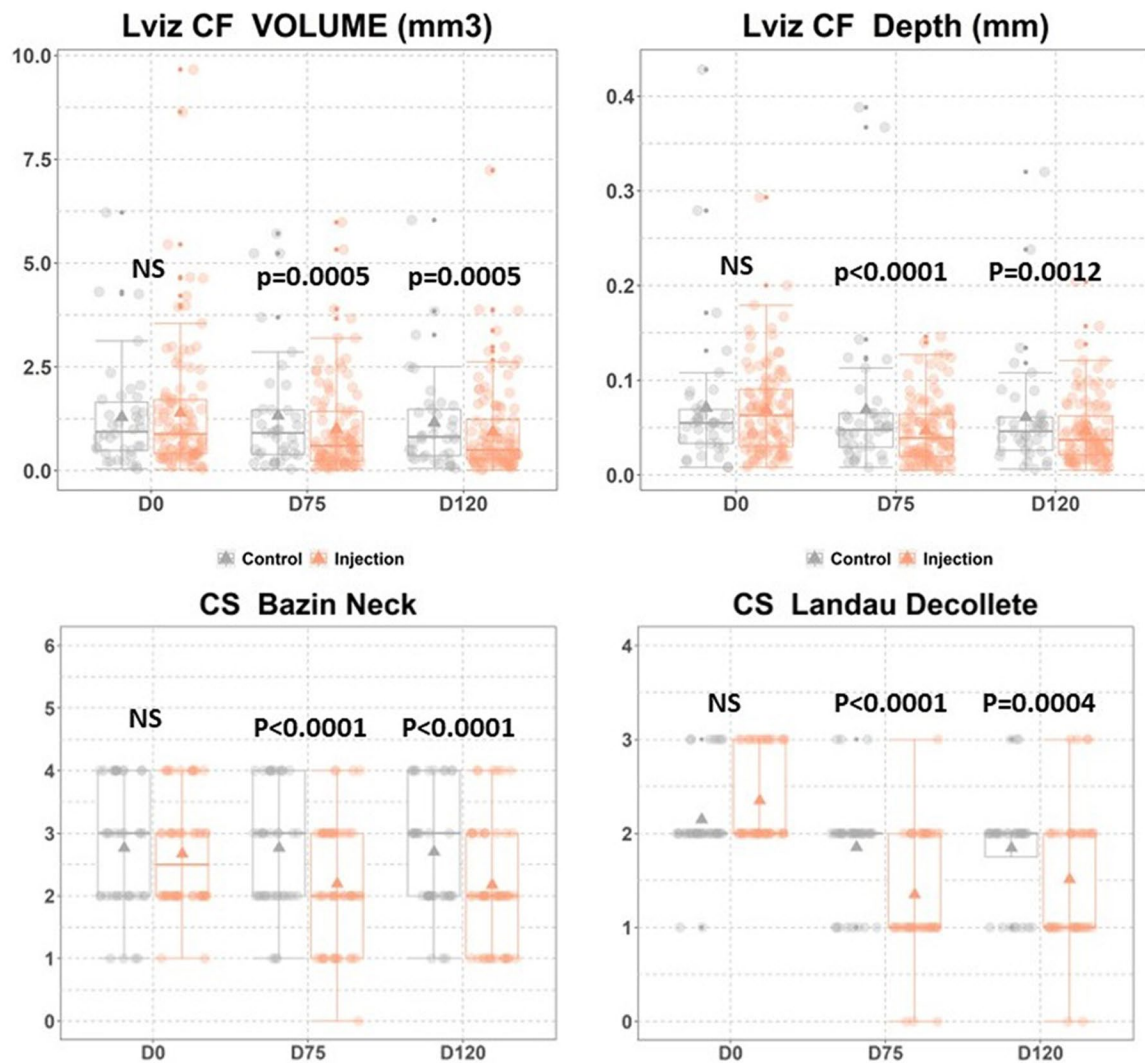 Lviz CF VOLUME (mm3)
10.0
7.5
5.0
2.5
0.0
NS
p=0.0005
p=0.0005
D0
D75
D120
Control
Injection
Lviz CF Depth (mm)
0.4
0.3
0.2
0.1
0.0
NS
p<0.0001
P=0.0012
D0
D75
D120
Control
Injection
CS Bazin Neck
6
5
4
3
2
1
0
NS
P<0.0001
P<0.0001
D0
D75
D120
CS Landau Decollete
4
3
2
1
0
NS
P<0.0001
P=0.0004
D0
D75
D120